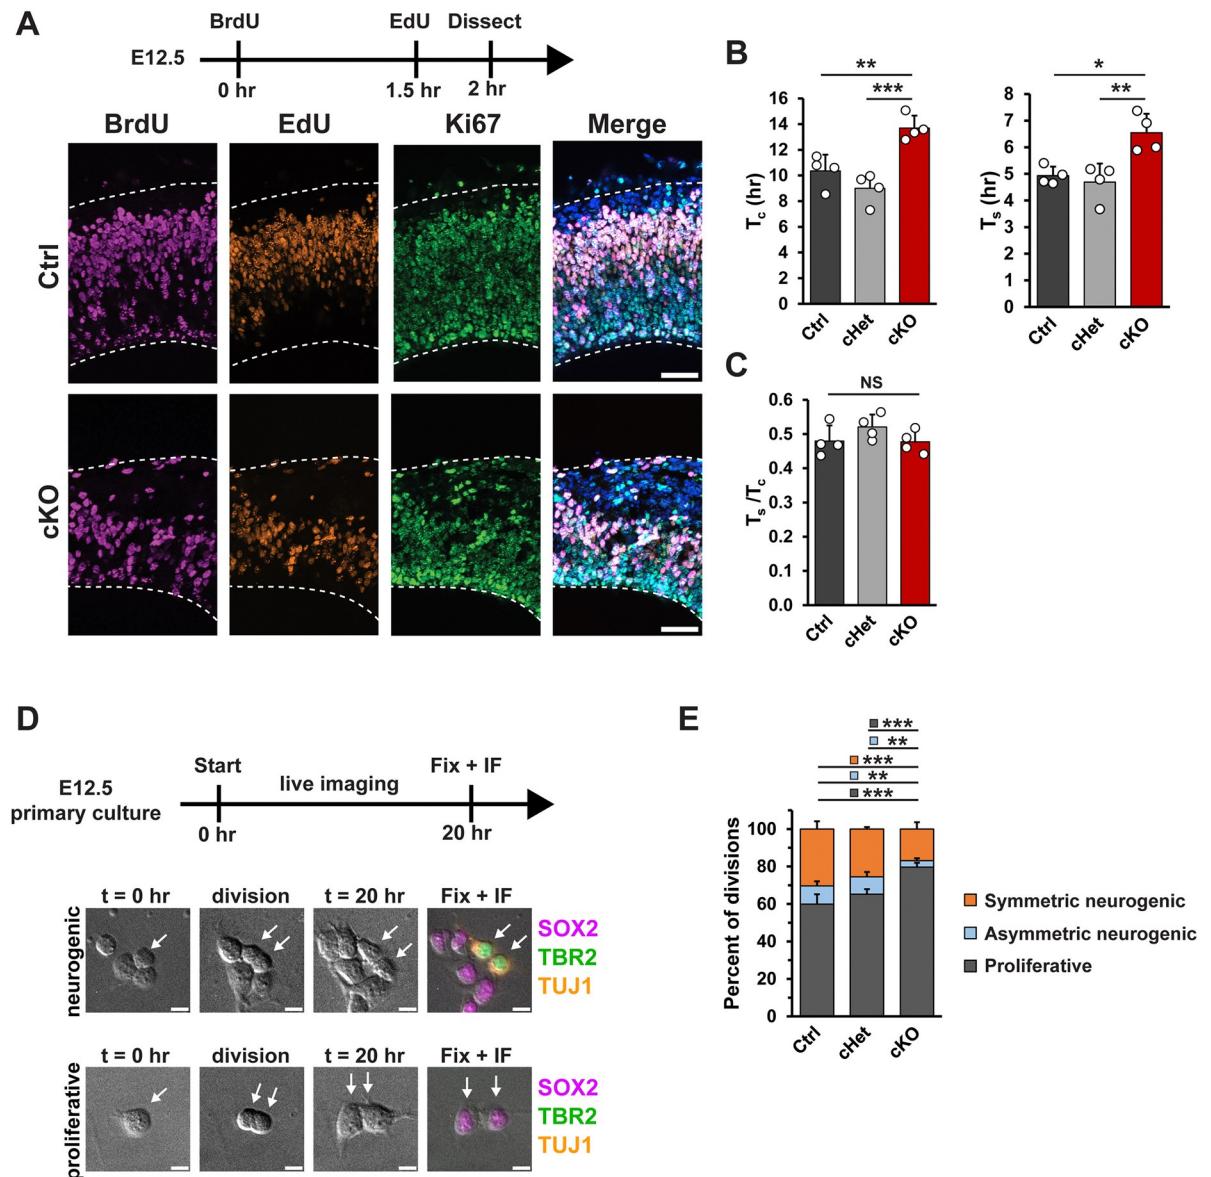 A
BrdU EdU Dissect
E12.5
0 hr 1.5 hr 2 hr
BrdU EdU Ki67 Merge
Ctrl
cKO
B
** 
***
16
14
12
10
8
6
4
2
0
Tc (hr)
Ctrl cHet cKO
*
**
8
7
6
5
4
3
2
1
0
Ts (hr)
Ctrl cHet cKO
C
NS
0.6
0.5
0.4
0.3
0.2
0.1
0.0
Ts /Tc
Ctrl cHet cKO
D
Start live imaging Fix + IF
E12.5
primary culture
0 hr 20 hr
t = 0 hr division t = 20 hr Fix + IF
neurogenic
SOX2
TBR2
TUJ1
t = 0 hr division t = 20 hr Fix + IF
proliferative
SOX2
TBR2
TUJ1
E
***
**
***
**
***
100
80
60
40
20
0
Percent of divisions
Ctrl cHet cKO
Symmetric neurogenic
Asymmetric neurogenic
Proliferative